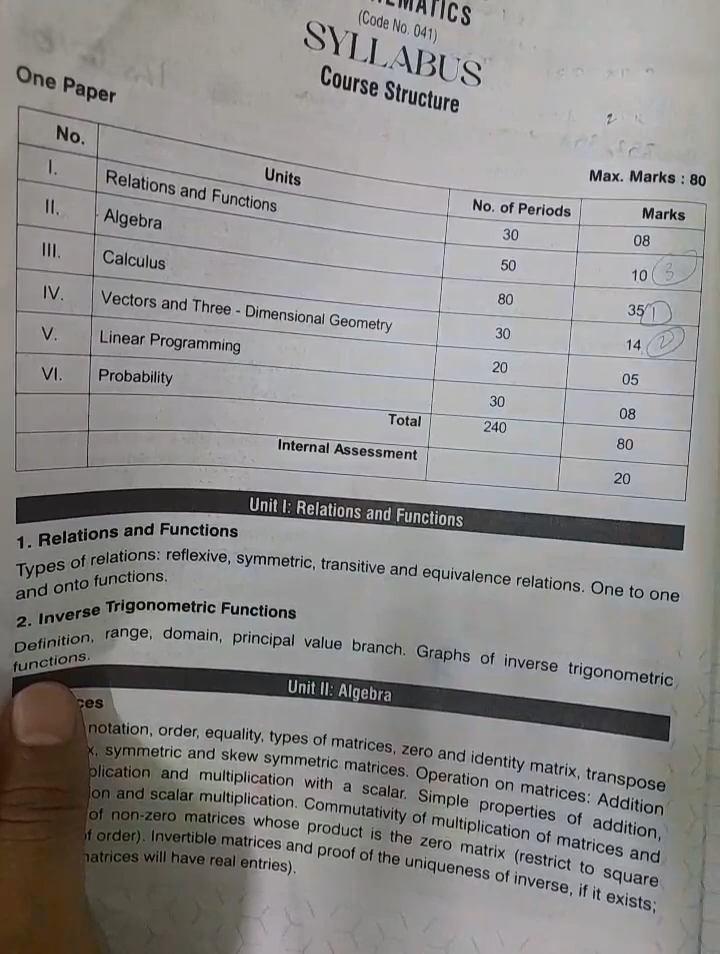 (Code No. 041)
SYLLABUS
Course Structure
One Paper
Max. Marks : 80
No. Units No. of Periods Marks
I. Relations and Functions 30 08
II. Algebra 50 10 3
III. Calculus 80 35 1
IV. Vectors and Three - Dimensional Geometry 30 14 2
V. Linear Programming 20 05
VI. Probability 30 08
Total 240 80
Internal Assessment 20
Unit I: Relations and Functions
1. Relations and Functions
Types of relations: reflexive, symmetric, transitive and equivalence relations. One to one
and onto functions.
2. Inverse Trigonometric Functions
Definition, range, domain, principal value branch. Graphs of inverse trigonometric
functions.
Unit II: Algebra
notation, order, equality, types of matrices, zero and identity matrix, transpose
symmetric and skew symmetric matrices. Operation on matrices: Addition
and multiplication with a scalar. Simple properties of addition,
and scalar multiplication. Commutativity of multiplication of matrices and
of non-zero matrices whose product is the zero matrix (restrict to square
order). Invertible matrices and proof of the uniqueness of inverse, if it exists;
matrices will have real entries).